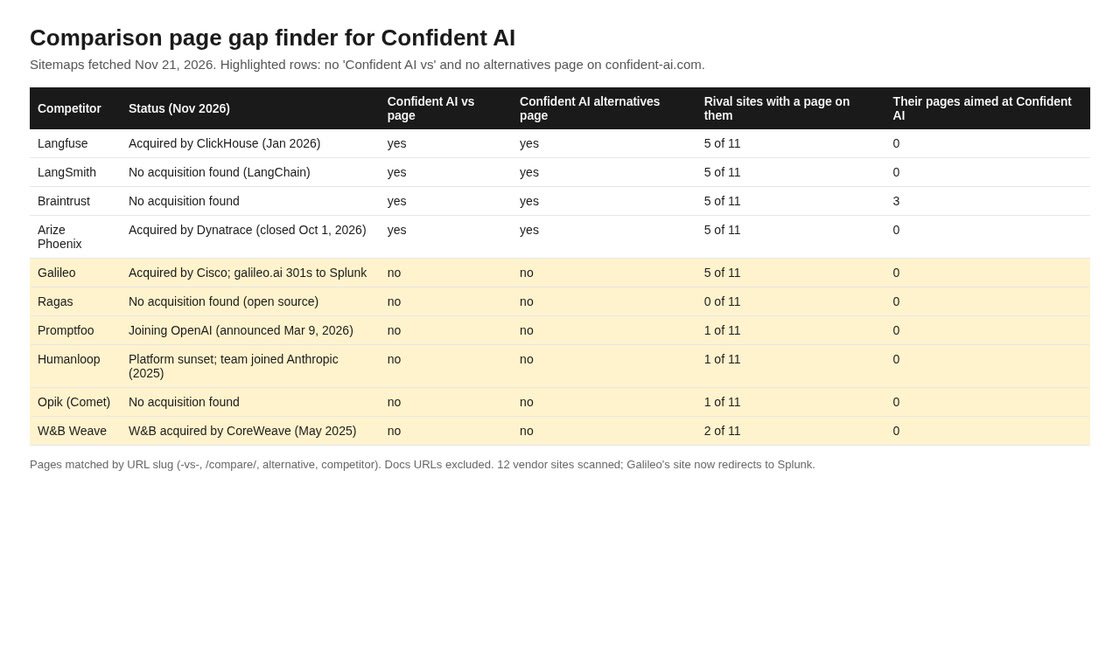 Comparison page gap finder for Confident AI
Sitemaps fetched Nov 21, 2026. Highlighted rows: no 'Confident AI vs' and no alternatives page on confident-ai.com.
Competitor Status (Nov 2026) Confident AI vs page Confident AI alternatives page Rival sites with a page on them Their pages aimed at Confident AI
Langfuse Acquired by ClickHouse (Jan 2026) yes yes 5 of 11 0
LangSmith No acquisition found (LangChain) yes yes 5 of 11 0
Braintrust No acquisition found yes yes 5 of 11 3
Arize Phoenix Acquired by Dynatrace (closed Oct 1, 2026) yes yes 5 of 11 0
Galileo Acquired by Cisco; galileo.ai 301s to Splunk no no 5 of 11 0
Ragas No acquisition found (open source) no no 0 of 11 0
Promptfoo Joining OpenAI (announced Mar 9, 2026) no no 1 of 11 0
Humanloop Platform sunset; team joined Anthropic (2025) no no 1 of 11 0
Opik (Comet) No acquisition found no no 1 of 11 0
W&B Weave W&B acquired by CoreWeave (May 2025) no no 2 of 11 0
Pages matched by URL slug (-vs-, /compare/, alternative, competitor). Docs URLs excluded. 12 vendor sites scanned; Galileo's site now redirects to Splunk.